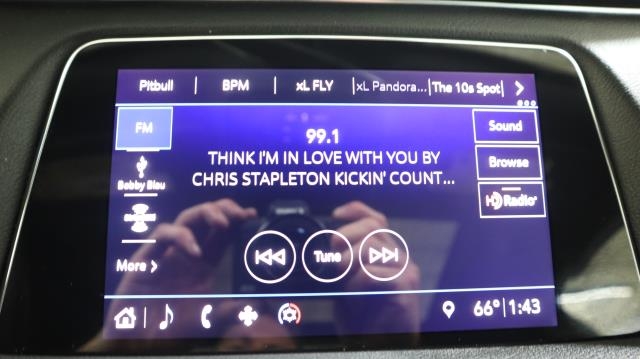 Pitbull BPM xL FLY xL Pandora... The 10s Spot
FM
99.1
Sound
THINK I'M IN LOVE WITH YOU BY
CHRIS STAPLETON KICKIN' COUNT...
Browse
Bobby Blau
HD Radio
Tune
More >
66° 1:43